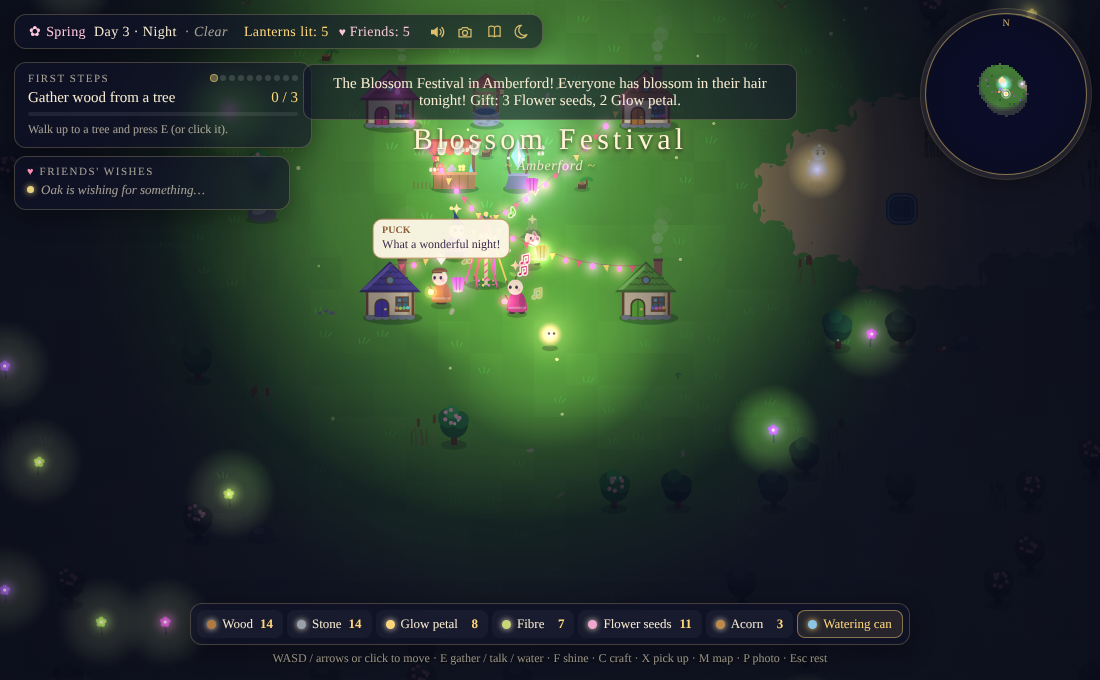 ✿ Spring Day 3 · Night · Clear Lanterns lit: 5 ♥ Friends: 5
N
FIRST STEPS
Gather wood from a tree 0 / 3
Walk up to a tree and press E (or click it).
♥ FRIENDS' WISHES
Oak is wishing for something…
The Blossom Festival in Amberford! Everyone has blossom in their hair
tonight! Gift: 3 Flower seeds, 2 Glow petal.
Blossom Festival
~ Amberford ~
PUCK
What a wonderful night!
Wood 14 Stone 14 Glow petal 8 Fibre 7 Flower seeds 11 Acorn 3 Watering can
WASD / arrows or click to move · E gather / talk / water · F shine · C craft · X pick up · M map · P photo · Esc rest